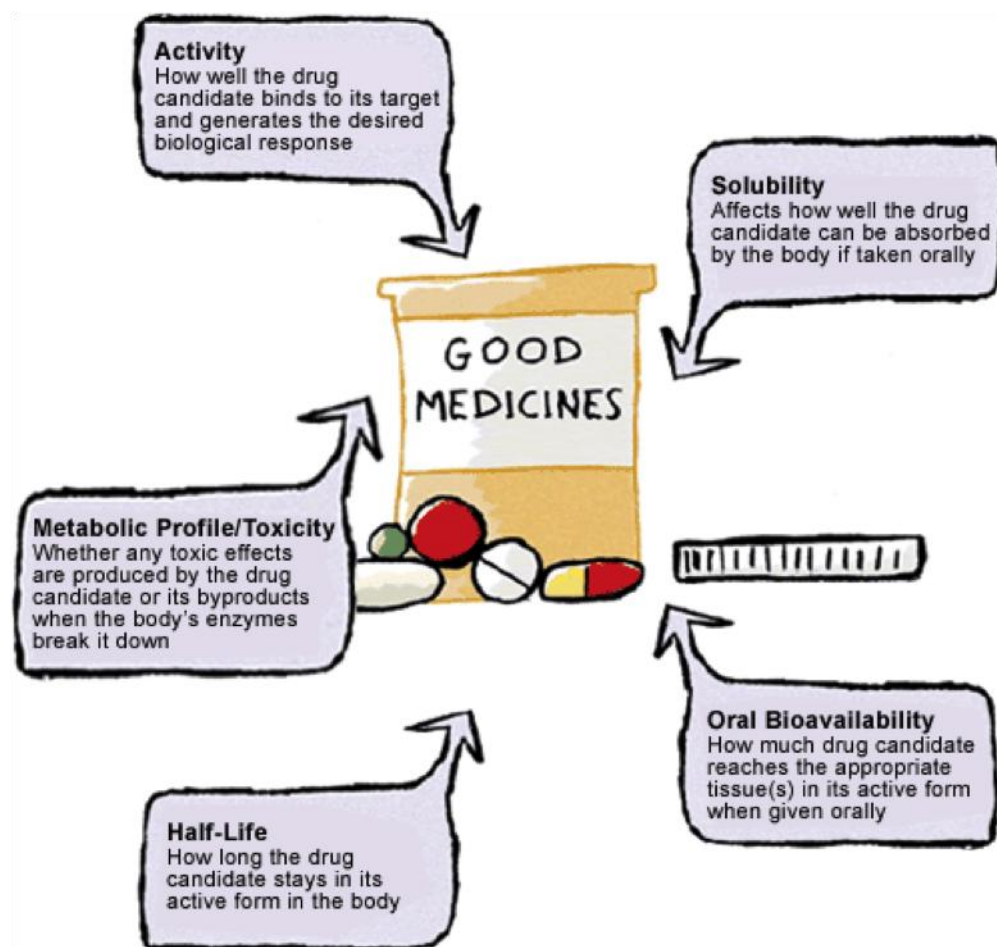 Activity
How well the drug
candidate binds to its target
and generates the desired
biological response
Solubility
Affects how well the drug
candidate can be absorbed
by the body if taken orally
GOOD
MEDICINES
Metabolic Profile/Toxicity
Whether any toxic effects
are produced by the drug
candidate or its byproducts
when the body's enzymes
break it down
Oral Bioavailability
How much drug candidate
reaches the appropriate
tissue(s) in its active form
when given orally
Half-Life
How long the drug
candidate stays in its
active form in the body